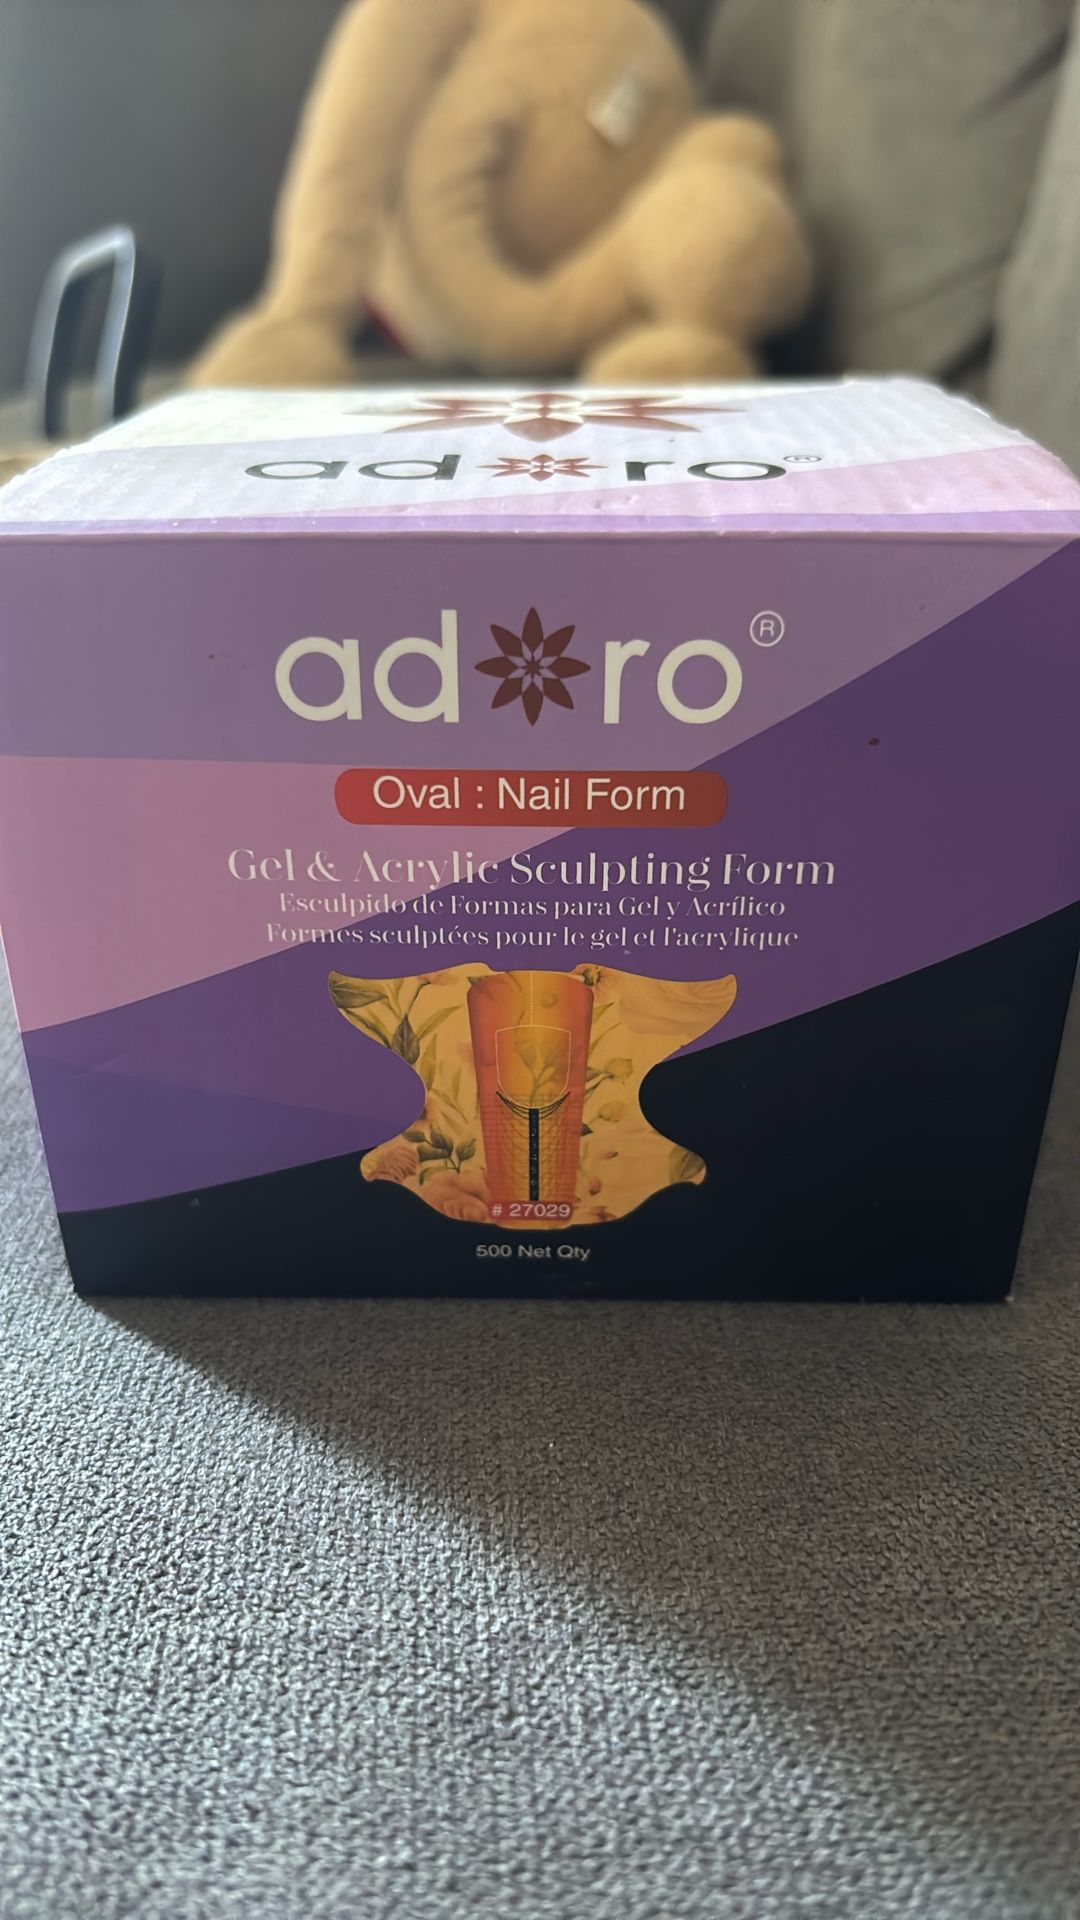 adoro®
adoro®
Oval : Nail Form
Gel & Acrylic Sculpting Form
Esculpido de Formas para Gel y Acrílico
Formes sculptées pour le gel et l'acrylique
# 27029
500 Net Qty